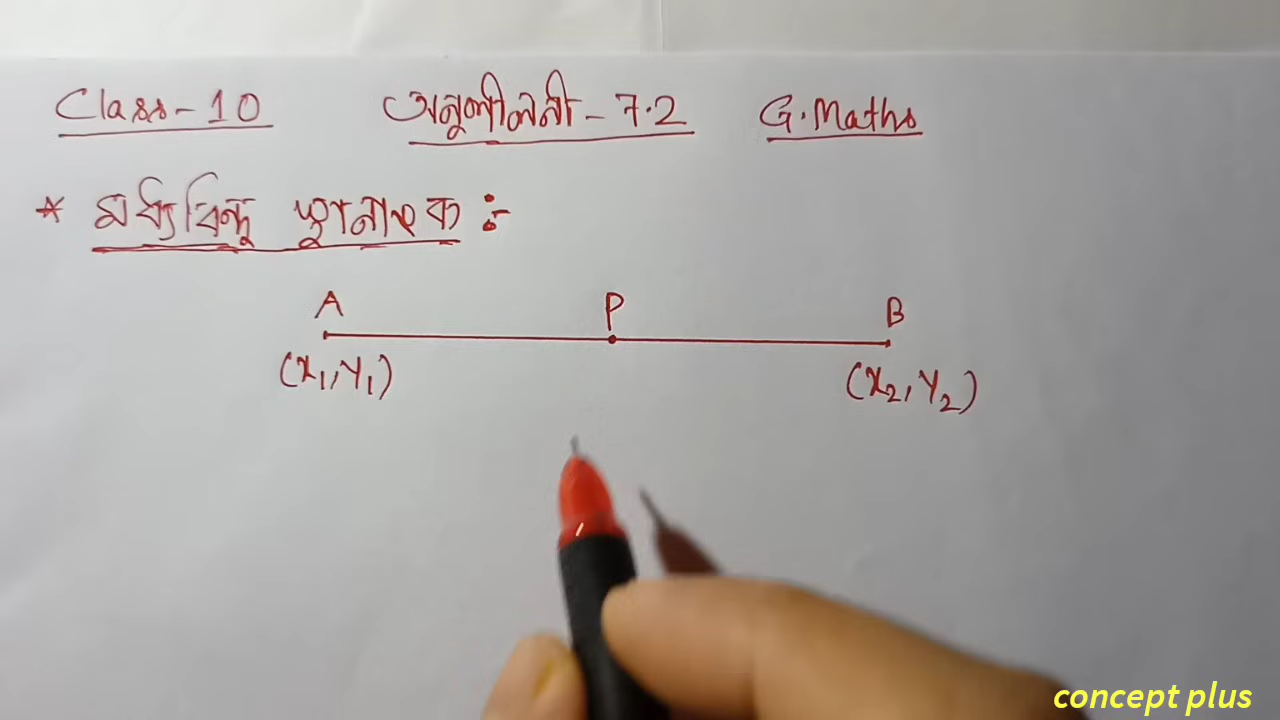 Class-10 অনুশীলনী-7.2 G.Maths
* মধ্যবিন্দু স্থানাংক :-
A P B
(x₁,y₁) (x₂,y₂)
concept plus